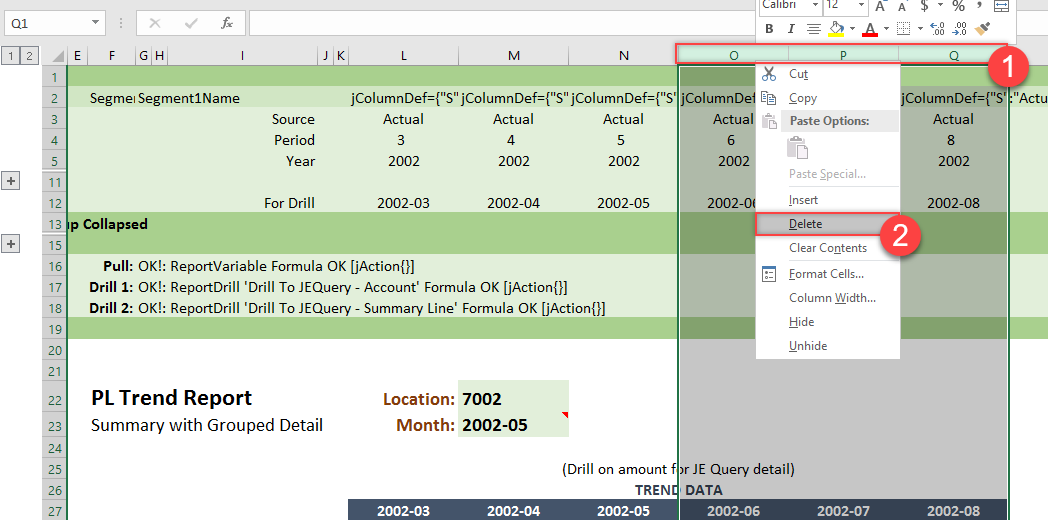 Calibri 12 A A $ % ,
Q1 fx B I A
1 2 E F G H I J K L M N O P Q 1
1
2 Segmen Segment1Name jColumnDef={"S" jColumnDef={"S" jColumnDef={"S" jColumnDef jColumnDef={"S":"Actu
3 Source Actual Actual Actual Actual Actual
4 Period 3 4 5 6 8
5 Year 2002 2002 2002 2002 2002
11
12 For Drill 2002-03 2002-04 2002-05 2002-06 2002-08
13 up Collapsed
15
16 Pull: OK!: ReportVariable Formula OK [jAction{}]
17 Drill 1: OK!: ReportDrill 'Drill To JEQuery - Account' Formula OK [jAction{}]
18 Drill 2: OK!: ReportDrill 'Drill To JEQuery - Summary Line' Formula OK [jAction{}]
19
20
21
22 PL Trend Report Location: 7002
23 Summary with Grouped Detail Month: 2002-05
24
25 (Drill on amount for JE Query detail)
26 TREND DATA
27 2002-03 2002-04 2002-05 2002-06 2002-07 2002-08
Cut
Copy
Paste Options:
Paste Special...
Insert
Delete 2
Clear Contents
Format Cells...
Column Width...
Hide
Unhide